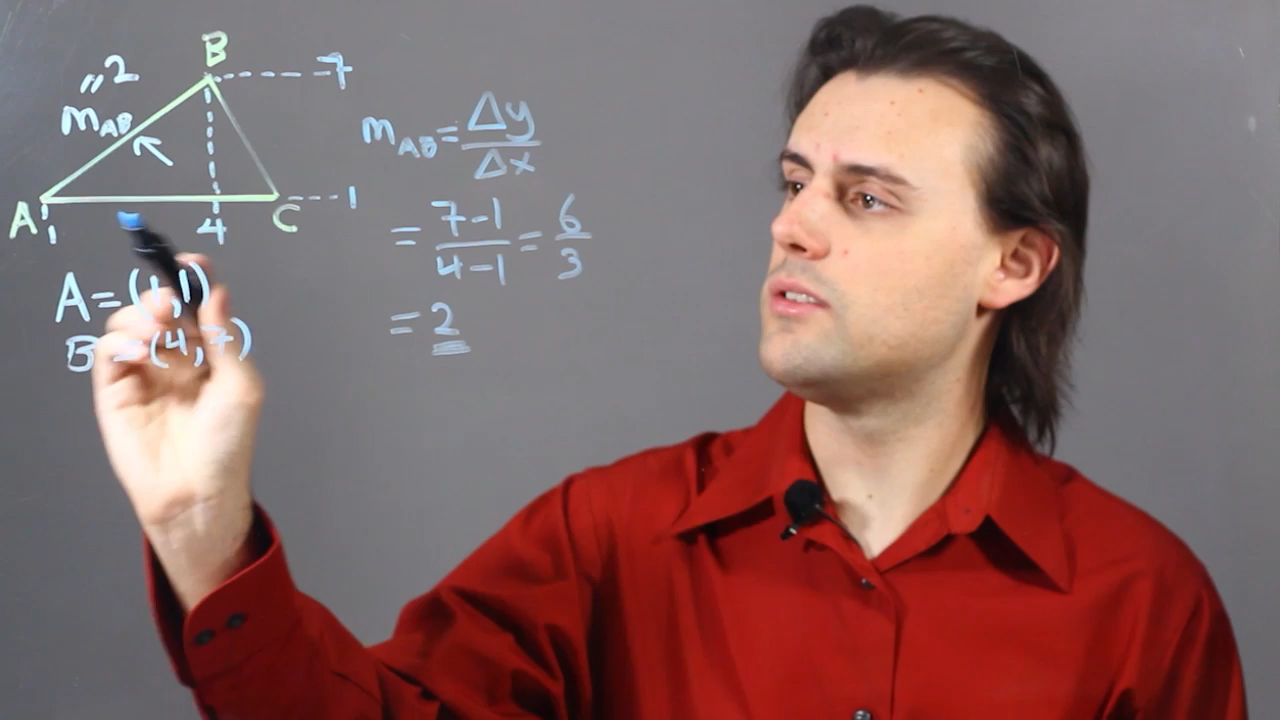 B
"2
7
m_AB
m_AB = Δy/Δx
A
C
1
1
4
= 7-1/4-1 = 6/3
A = (1,1)
= 2
B = (4,7)